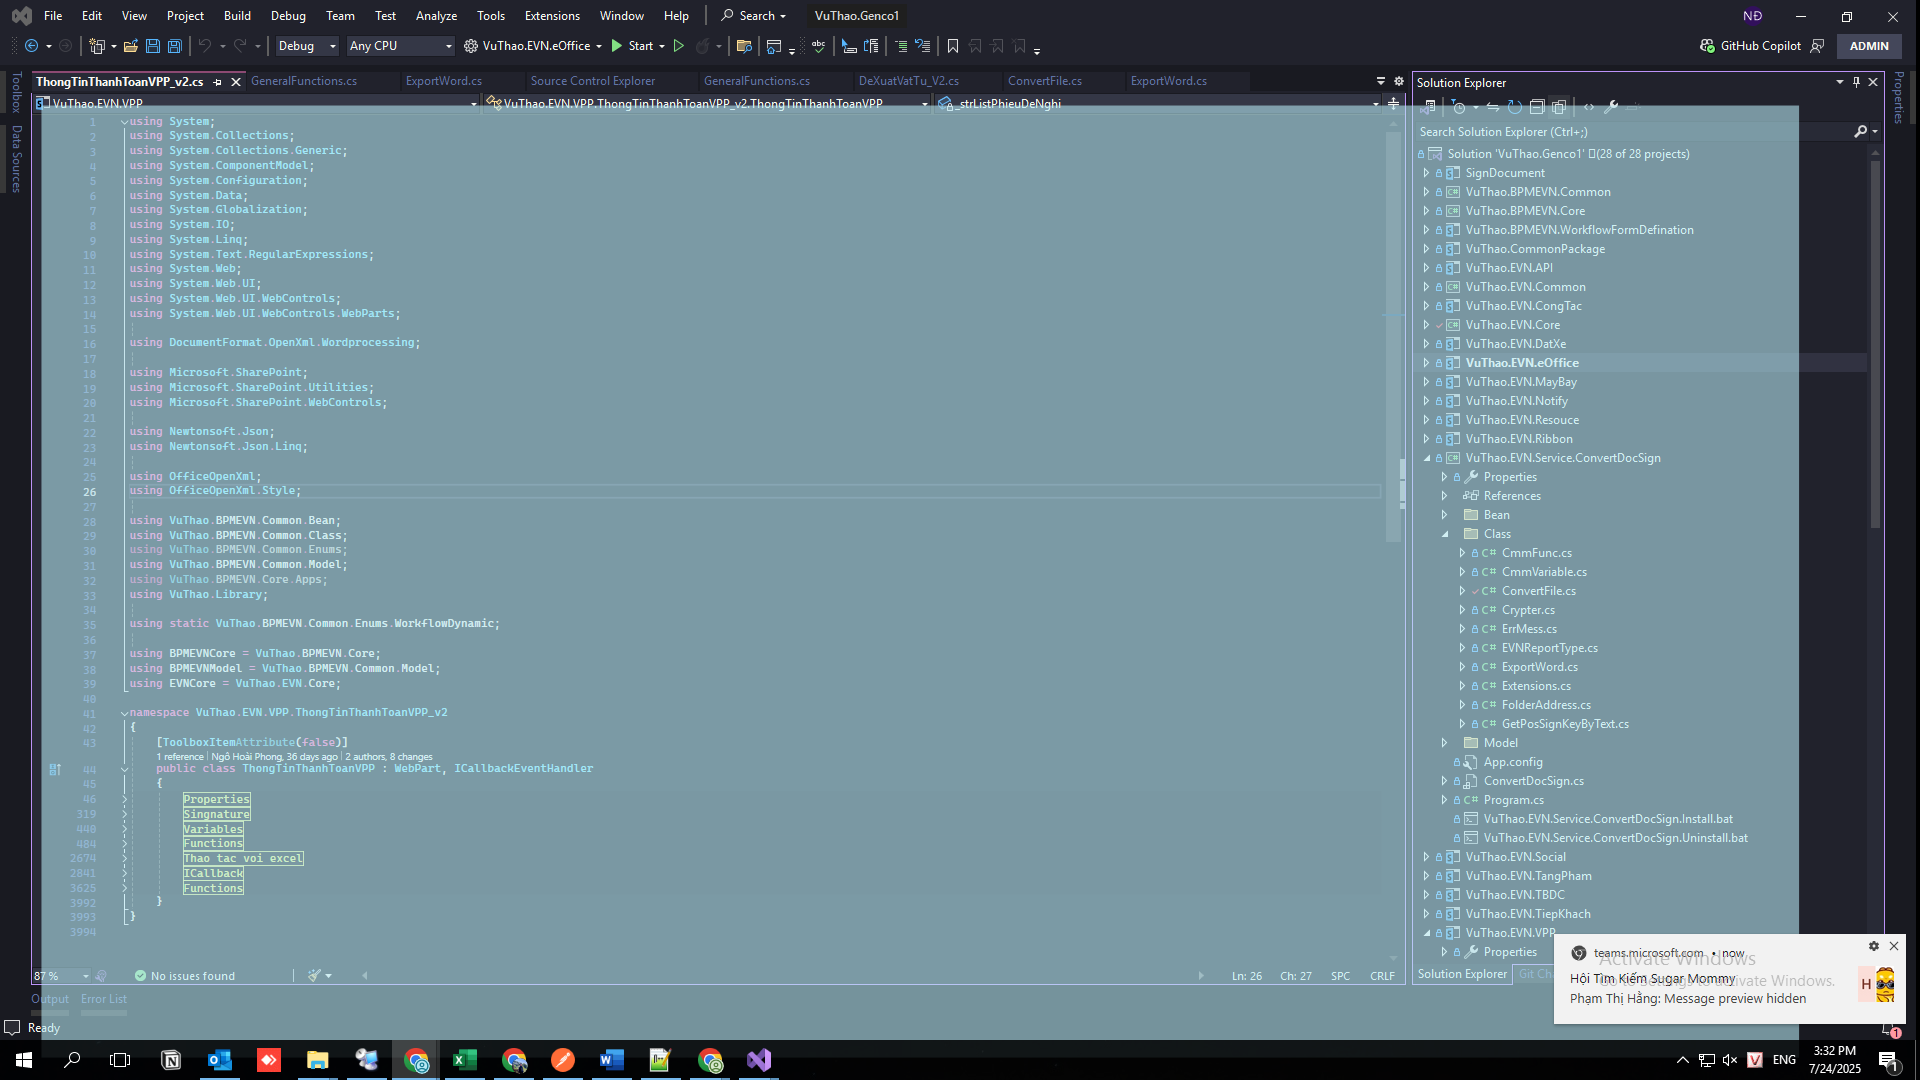 File Edit View Project Build Debug Team Test Analyze Tools Extensions Window Help Search VuThao.Genco1 NĐ
Debug Any CPU VuThao.EVN.eOffice Start GitHub Copilot ADMIN
ThongTinThanhToanVPP_v2.cs GeneralFunctions.cs ExportWord.cs Source Control Explorer GeneralFunctions.cs DeXuatVatTu_V2.cs ConvertFile.cs ExportWord.cs
VuThao.EVN.VPP VuThao.EVN.VPP.ThongTinThanhToanVPP_v2.ThongTinThanhToanVPP _strListPhieuDeNghi
Toolbox
Data Sources
1 using System;
2 using System.Collections;
3 using System.Collections.Generic;
4 using System.ComponentModel;
5 using System.Configuration;
6 using System.Data;
7 using System.Globalization;
8 using System.IO;
9 using System.Linq;
10 using System.Text.RegularExpressions;
11 using System.Web;
12 using System.Web.UI;
13 using System.Web.UI.WebControls;
14 using System.Web.UI.WebControls.WebParts;
15
16 using DocumentFormat.OpenXml.Wordprocessing;
17
18 using Microsoft.SharePoint;
19 using Microsoft.SharePoint.Utilities;
20 using Microsoft.SharePoint.WebControls;
21
22 using Newtonsoft.Json;
23 using Newtonsoft.Json.Linq;
24
25 using OfficeOpenXml;
26 using OfficeOpenXml.Style;
27
28 using VuThao.BPMEVN.Common.Bean;
29 using VuThao.BPMEVN.Common.Class;
30 using VuThao.BPMEVN.Common.Enums;
31 using VuThao.BPMEVN.Common.Model;
32 using VuThao.BPMEVN.Core.Apps;
33 using VuThao.Library;
34
35 using static VuThao.BPMEVN.Common.Enums.WorkflowDynamic;
36
37 using BPMEVNCore = VuThao.BPMEVN.Core;
38 using BPMEVNModel = VuThao.BPMEVN.Common.Model;
39 using EVNCore = VuThao.EVN.Core;
40
41 namespace VuThao.EVN.VPP.ThongTinThanhToanVPP_v2
42 {
43 [ToolboxItemAttribute(false)]
1 reference | Ngô Hoài Phong, 36 days ago | 2 authors, 8 changes
44 public class ThongTinThanhToanVPP : WebPart, ICallbackEventHandler
45 {
46 Properties
319 Singnature
440 Variables
484 Functions
2674 Thao tac voi excel
2841 ICallback
3625 Functions
3992 }
3993 }
3994
87 % No issues found Ln: 26 Ch: 27 SPC CRLF
Output Error List
Ready
Solution Explorer
Properties
Search Solution Explorer (Ctrl+;)
Solution 'VuThao.Genco1' (28 of 28 projects)
SignDocument
VuThao.BPMEVN.Common
VuThao.BPMEVN.Core
VuThao.BPMEVN.WorkflowFormDefination
VuThao.CommonPackage
VuThao.EVN.API
VuThao.EVN.Common
VuThao.EVN.CongTac
VuThao.EVN.Core
VuThao.EVN.DatXe
VuThao.EVN.eOffice
VuThao.EVN.MayBay
VuThao.EVN.Notify
VuThao.EVN.Resouce
VuThao.EVN.Ribbon
VuThao.EVN.Service.ConvertDocSign
Properties
References
Bean
Class
C# CmmFunc.cs
C# CmmVariable.cs
C# ConvertFile.cs
C# Crypter.cs
C# ErrMess.cs
C# EVNReportType.cs
C# ExportWord.cs
C# Extensions.cs
C# FolderAddress.cs
C# GetPosSignKeyByText.cs
Model
App.config
ConvertDocSign.cs
C# Program.cs
VuThao.EVN.Service.ConvertDocSign.Install.bat
VuThao.EVN.Service.ConvertDocSign.Uninstall.bat
VuThao.EVN.Social
VuThao.EVN.TangPham
VuThao.EVN.TBDC
VuThao.EVN.TiepKhach
VuThao.EVN.VPP
Properties
Solution Explorer Git Ch
teams.microsoft.com • now
Activate Windows
Hội Tìm Kiếm Sugar Mommy
Go to Settings to activate Windows.
Phạm Thị Hằng: Message preview hidden
H
1
ENG 3:32 PM
7/24/2025
1